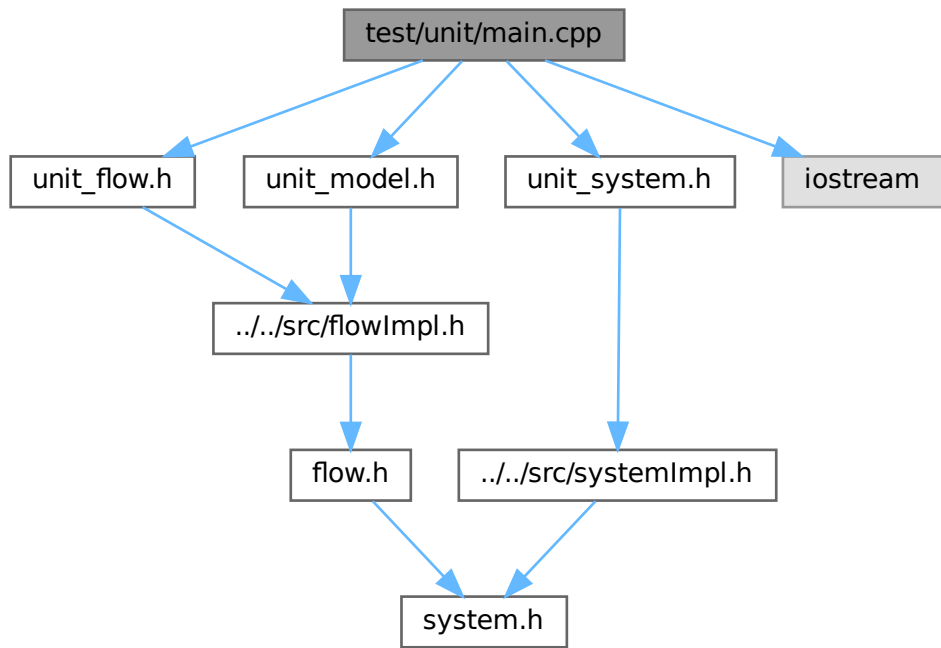 test/unit/main.cpp
unit_flow.h
unit_model.h
unit_system.h
iostream
../../src/flowImpl.h
flow.h
../../src/systemImpl.h
system.h